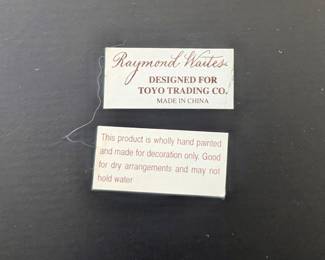 Raymond Waites
DESIGNED FOR
TOYO TRADING CO.
MADE IN CHINA
This product is wholly hand painted
and made for decoration only. Good
for dry arrangements and may not
hold water